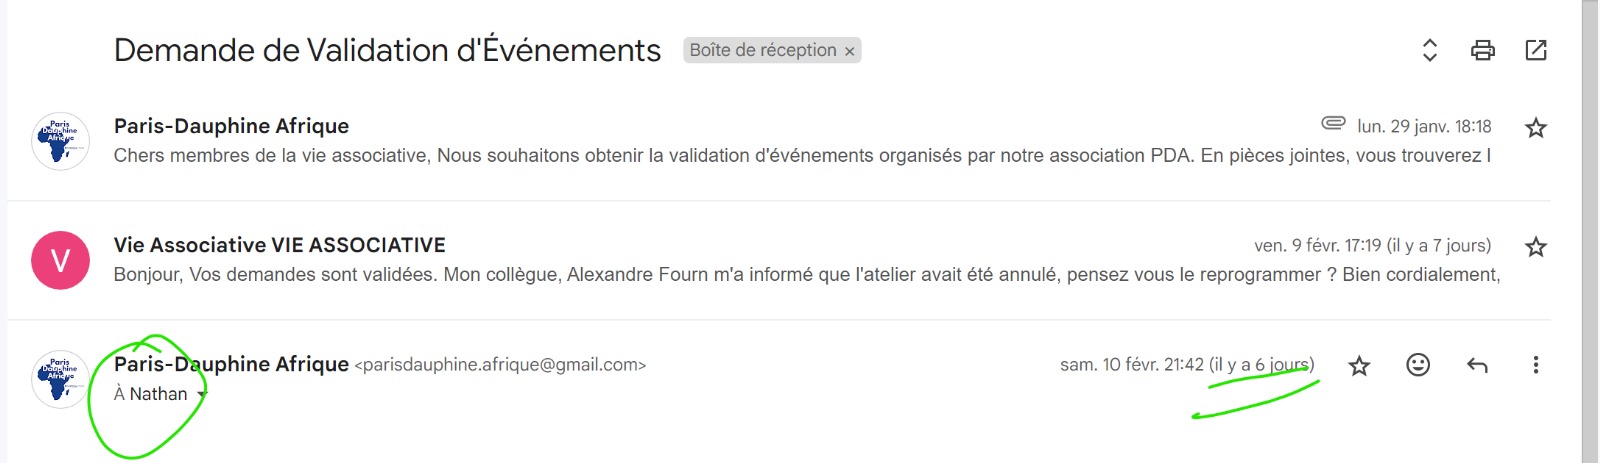 Demande de Validation d'Événements Boîte de réception ×
Paris Dauphine Afrique
Paris-Dauphine Afrique lun. 29 janv. 18:18
Chers membres de la vie associative, Nous souhaitons obtenir la validation d'événements organisés par notre association PDA. En pièces jointes, vous trouverez l
V
Vie Associative VIE ASSOCIATIVE ven. 9 févr. 17:19 (il y a 7 jours)
Bonjour, Vos demandes sont validées. Mon collègue, Alexandre Fourn m'a informé que l'atelier avait été annulé, pensez vous le reprogrammer ? Bien cordialement,
Paris Dauphine Afrique
Paris-Dauphine Afrique <parisdauphine.afrique@gmail.com> sam. 10 févr. 21:42 (il y a 6 jours)
À Nathan